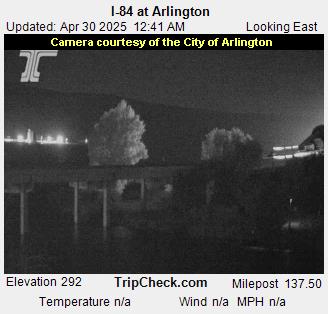 I-84 at Arlington
Updated: Apr 30 2025 12:41 AM Looking East
Camera courtesy of the City of Arlington
Elevation 292 TripCheck.com Milepost 137.50
Temperature n/a Wind n/a MPH n/a